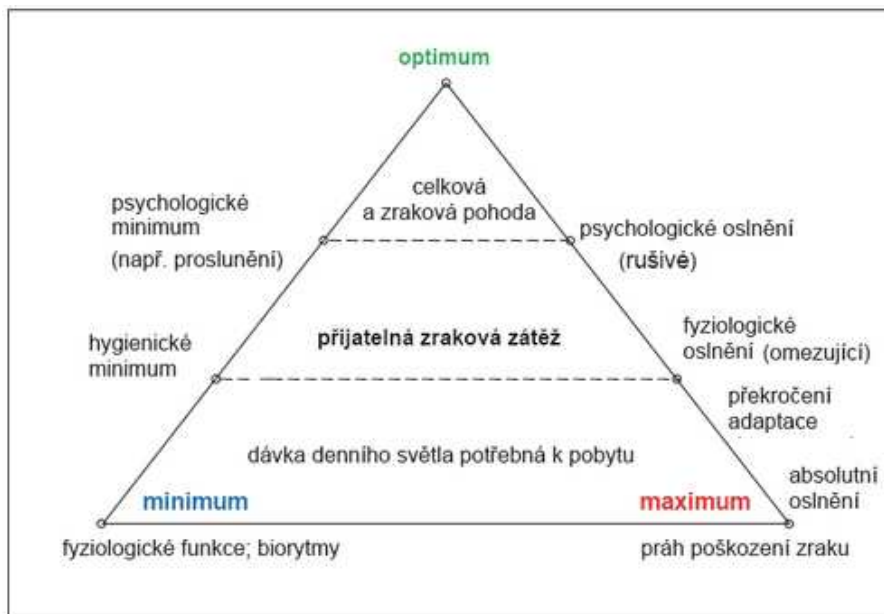 optimum
celková
a zraková pohoda
psychologické
minimum
(např. proslunění)
psychologické oslnění
(rušivé)
přijatelná zraková zátěž
hygienické
minimum
fyziologické
oslnění (omezující)
překročení
adaptace
dávka denního světla potřebná k pobytu
absolutní
oslnění
minimum
maximum
fyziologické funkce; biorytmy
práh poškození zraku